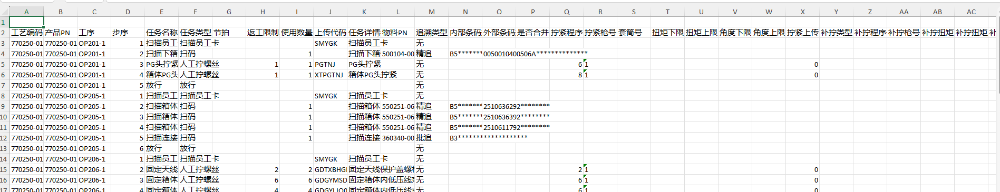 A B C D E F G H I J K L M N O P Q R S T U V W X Y Z AA AB AC
1
2 工艺编码 产品PN 工序 步序 任务名称 任务类型 节拍 返工限制 使用数量 上传代码 任务详情 物料PN 追溯类型 内部条码 外部条码 是否合并 拧紧程序 拧紧枪号 套筒号 扭矩下限 扭矩上限 角度下限 角度上限 拧紧上传 补拧类型 补拧程序 补拧枪号 补拧扭矩 补拧扭矩 补
3 770250-01 770250-01 OP201-1 1 扫描员工 扫描员工卡 SMYGK 扫描员工卡 无
4 770250-01 770250-01 OP201-1 2 扫描下箱 扫码 1 扫描下箱 500104-00 精追 B5******* 0050010400506A**************
5 770250-01 770250-01 OP201-1 3 PG头拧紧 人工拧螺丝 1 1 PGTNJ PG头拧紧 无 6 1 0
6 770250-01 770250-01 OP201-1 4 箱体PG头 人工拧螺丝 1 1 XTPGTNJ 箱体PG头拧紧 无 8 1 0
7 770250-01 770250-01 OP201-1 5 放行 放行 无
8 770250-01 770250-01 OP205-1 1 扫描员工 扫描员工卡 SMYGK 扫描员工卡 无
9 770250-01 770250-01 OP205-1 2 扫描箱体 扫码 1 扫描箱体 550251-06 精追 B5******* 2510636292********
10 770250-01 770250-01 OP205-1 3 扫描箱体 扫码 1 扫描箱体 550251-06 精追 B5******* 2510636392********
11 770250-01 770250-01 OP205-1 4 扫描箱体 扫码 1 扫描箱体 550251-06 精追 B5******* 2510611792********
12 770250-01 770250-01 OP205-1 5 扫描连接 扫码 1 扫描连接 360340-00 批追 B3******************
13 770250-01 770250-01 OP205-1 6 放行 放行 无
14 770250-01 770250-01 OP206-1 1 扫描员工 扫描员工卡 SMYGK 扫描员工卡 无
15 770250-01 770250-01 OP206-1 2 固定天线 人工拧螺丝 2 2 GDTXBHG 固定天线保护盖螺 无 2 1 0
16 770250-01 770250-01 OP206-1 3 固定箱体 人工拧螺丝 6 6 GDGYMSD 固定箱体内低压线 无 6 1 0
17 770250-01 770250-01 OP206-1 4 固定箱体 人工拧螺丝 4 4 固定箱体内低压线 无 6 1 0